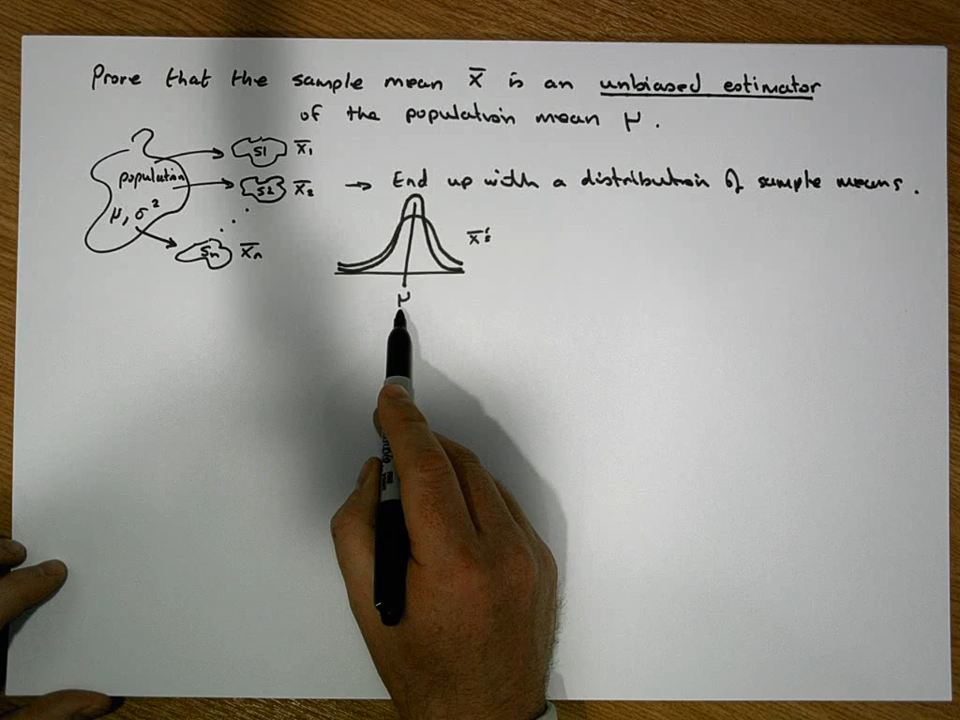 Prove that the sample mean x̄ is an unbiased estimator
of the population mean μ.
population
μ, σ²
S1 x̄₁
S2 x̄₂
Sn x̄n
→ End up with a distribution of sample means.
x̄'s
μ